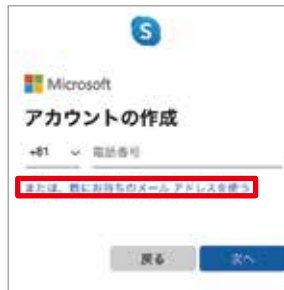 S
Microsoft
アカウントの作成
+81 電話番号
または、既にお持ちのメール アドレスを使う
戻る 次へ